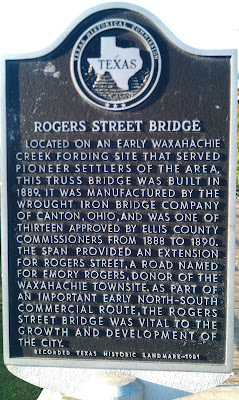 TEXAS HISTORICAL COMMISSION
TEXAS
ROGERS STREET BRIDGE
LOCATED ON AN EARLY WAXAHACHIE
CREEK FORDING SITE THAT SERVED
PIONEER SETTLERS OF THE AREA,
THIS TRUSS BRIDGE WAS BUILT IN
1889. IT WAS MANUFACTURED BY THE
WROUGHT IRON BRIDGE COMPANY
OF CANTON, OHIO, AND WAS ONE OF
THIRTEEN APPROVED BY ELLIS COUNTY
COMMISSIONERS FROM 1888 TO 1890.
THE SPAN PROVIDED AN EXTENSION
FOR ROGERS STREET, A ROAD NAMED
FOR EMORY ROGERS, DONOR OF THE
WAXAHACHIE TOWNSITE. AS PART OF
AN IMPORTANT EARLY NORTH-SOUTH
COMMERCIAL ROUTE, THE ROGERS
STREET BRIDGE WAS VITAL TO THE
GROWTH AND DEVELOPMENT OF
THE CITY.
RECORDED TEXAS HISTORIC LANDMARK-1981